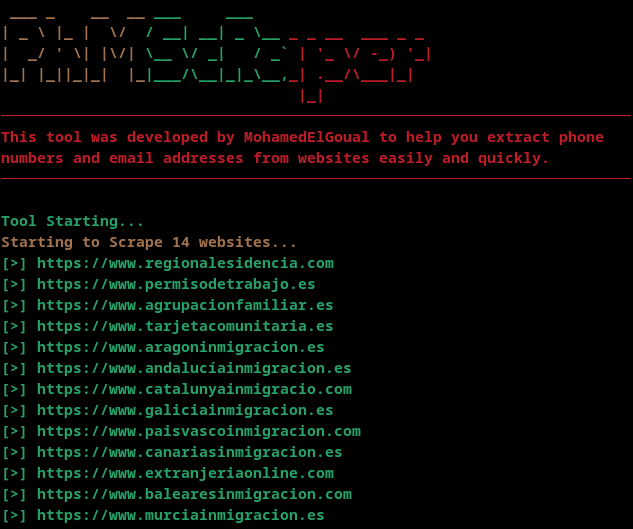 This tool was developed by MohamedElGoual to help you extract phone
numbers and email addresses from websites easily and quickly.
Tool Starting...
Starting to Scrape 14 websites...
[>] https://www.regionalesidencia.com
[>] https://www.permisodetrabajo.es
[>] https://www.agrupacionfamiliar.es
[>] https://www.tarjetacomunitaria.es
[>] https://www.aragoninmigracion.es
[>] https://www.andalucíainmigracion.es
[>] https://www.catalunyainmigracio.com
[>] https://www.galiciainmigracion.es
[>] https://www.paisvascoinmigracion.com
[>] https://www.canariasinmigracion.es
[>] https://www.extranjeriaonline.com
[>] https://www.balearesinmigracion.com
[>] https://www.murciainmigracion.es